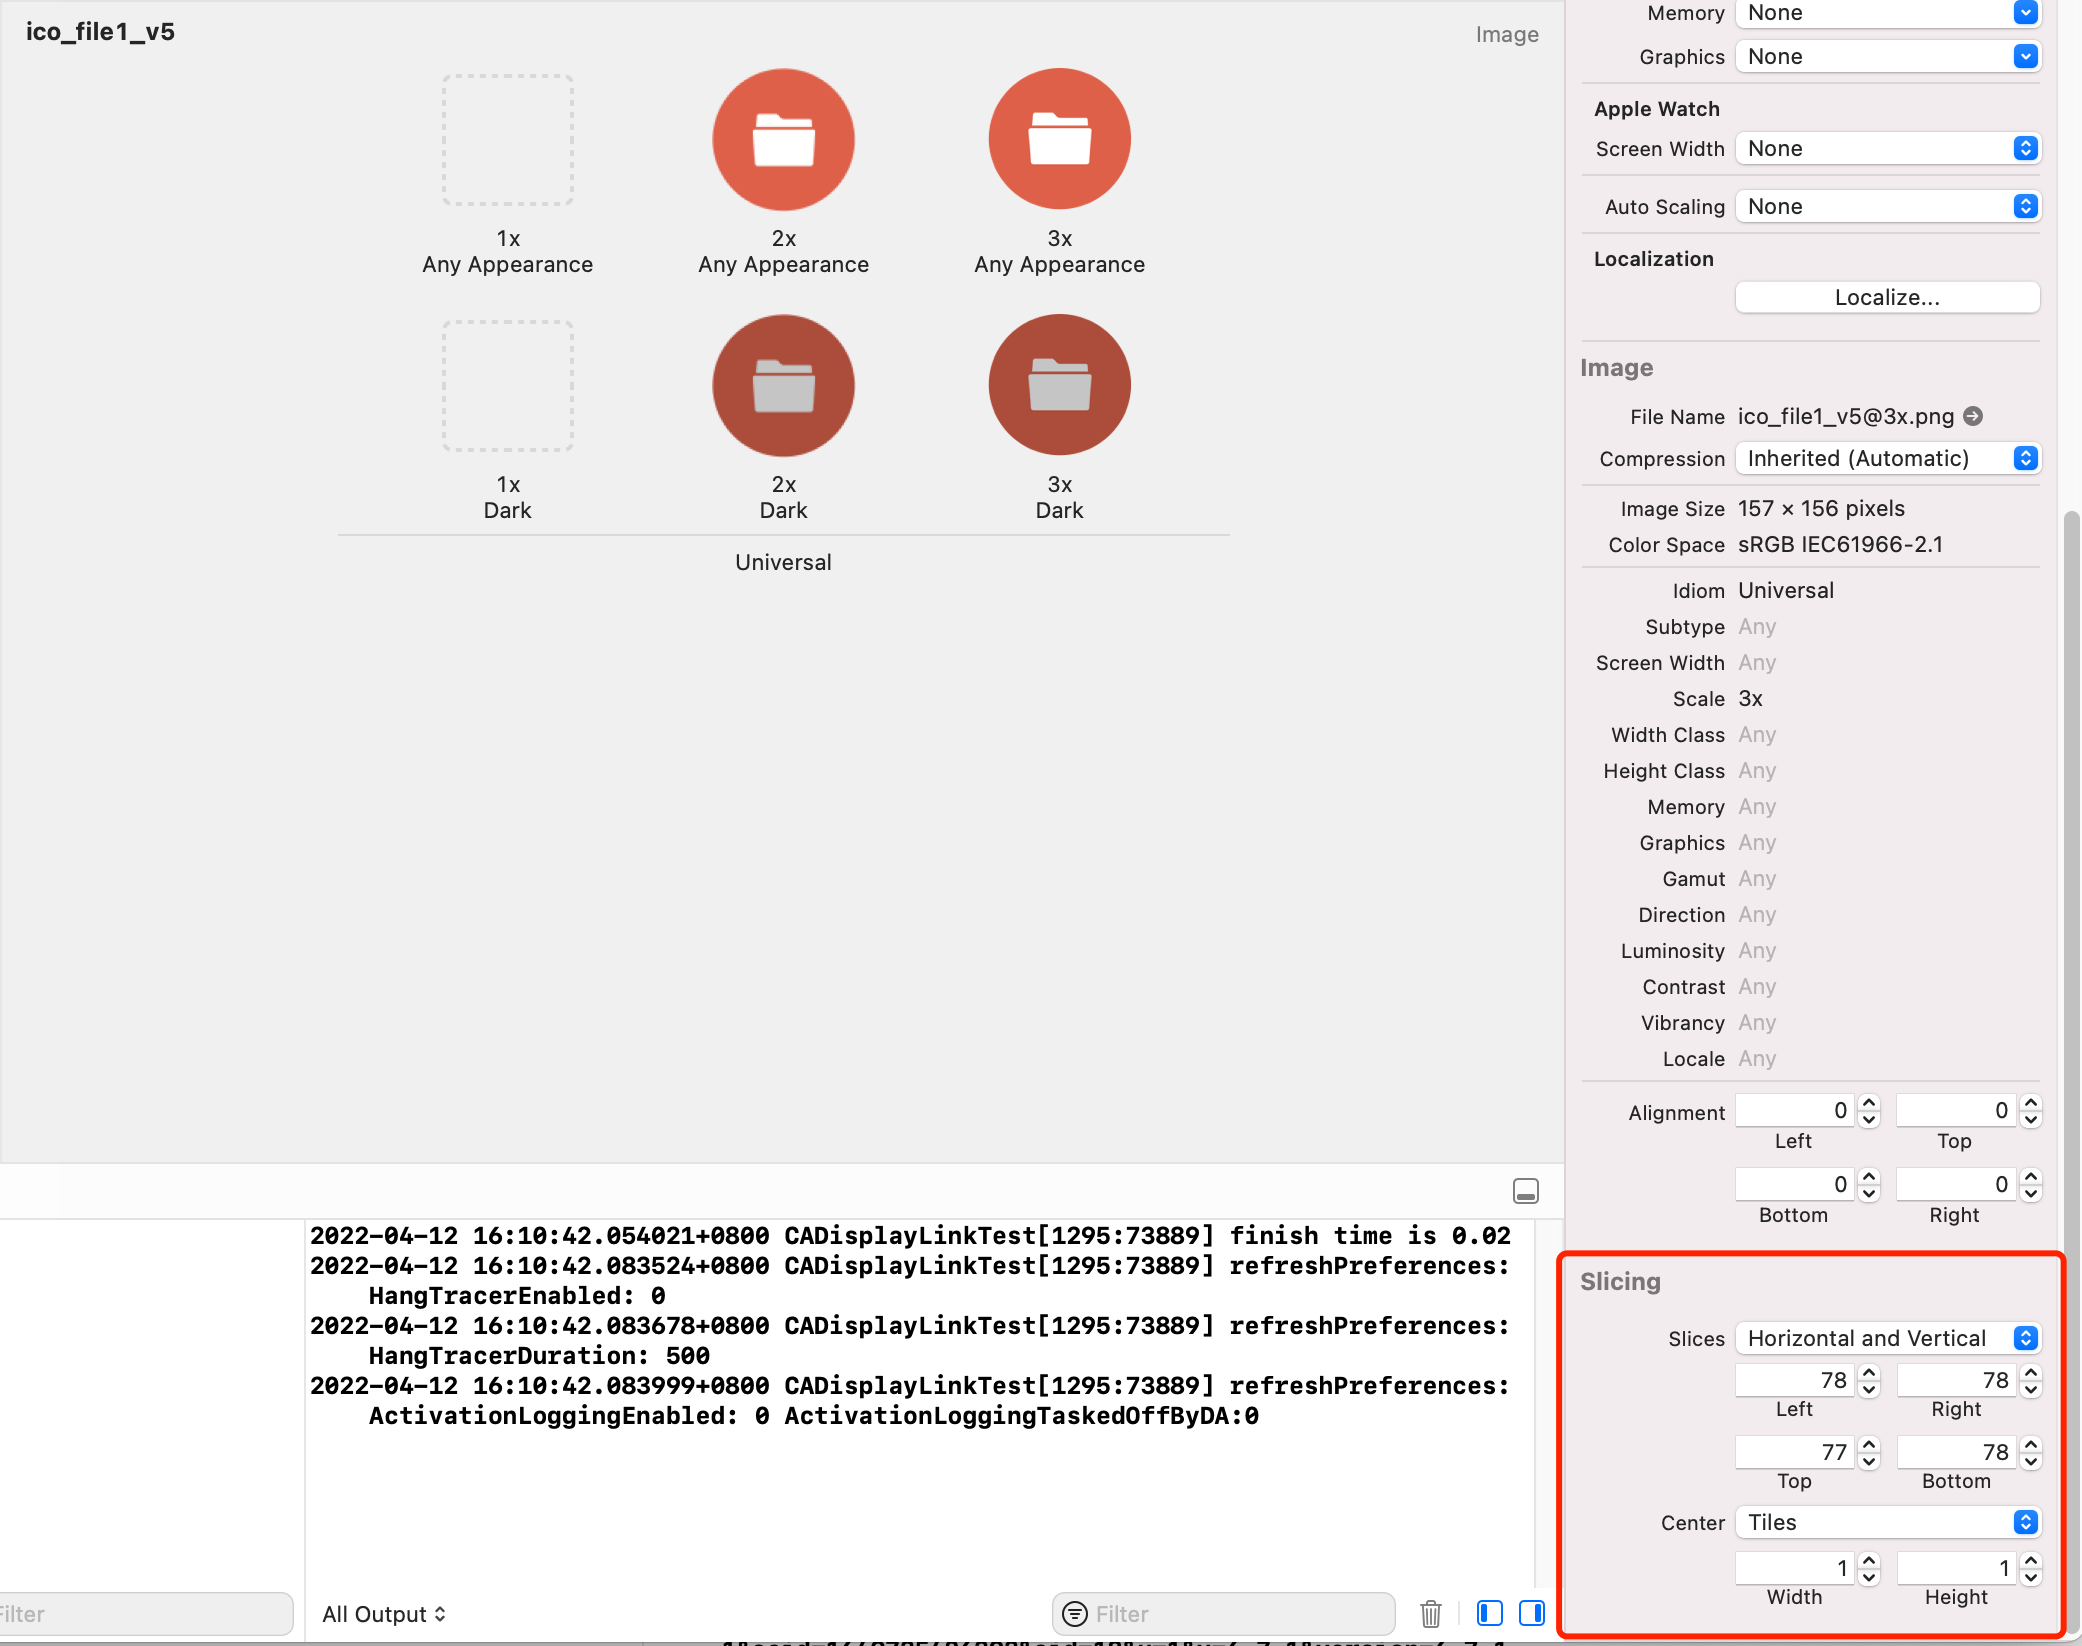 ico_file1_v5
Image
1x
Any Appearance
2x
Any Appearance
3x
Any Appearance
1x
Dark
2x
Dark
3x
Dark
Universal
Memory None
Graphics None
Apple Watch
Screen Width None
Auto Scaling None
Localization
Localize...
Image
File Name ico_file1_v5@3x.png
Compression Inherited (Automatic)
Image Size 157 × 156 pixels
Color Space sRGB IEC61966-2.1
Idiom Universal
Subtype Any
Screen Width Any
Scale 3x
Width Class Any
Height Class Any
Memory Any
Graphics Any
Gamut Any
Direction Any
Luminosity Any
Contrast Any
Vibrancy Any
Locale Any
Alignment 0 0
Left Top
0 0
Bottom Right
Slicing
Slices Horizontal and Vertical
78 78
Left Right
77 78
Top Bottom
Center Tiles
1 1
Width Height
2022-04-12 16:10:42.054021+0800 CADisplayLinkTest[1295:73889] finish time is 0.02
2022-04-12 16:10:42.083524+0800 CADisplayLinkTest[1295:73889] refreshPreferences:
HangTracerEnabled: 0
2022-04-12 16:10:42.083678+0800 CADisplayLinkTest[1295:73889] refreshPreferences:
HangTracerDuration: 500
2022-04-12 16:10:42.083999+0800 CADisplayLinkTest[1295:73889] refreshPreferences:
ActivationLoggingEnabled: 0 ActivationLoggingTaskedOffByDA:0
Filter
All Output
Filter